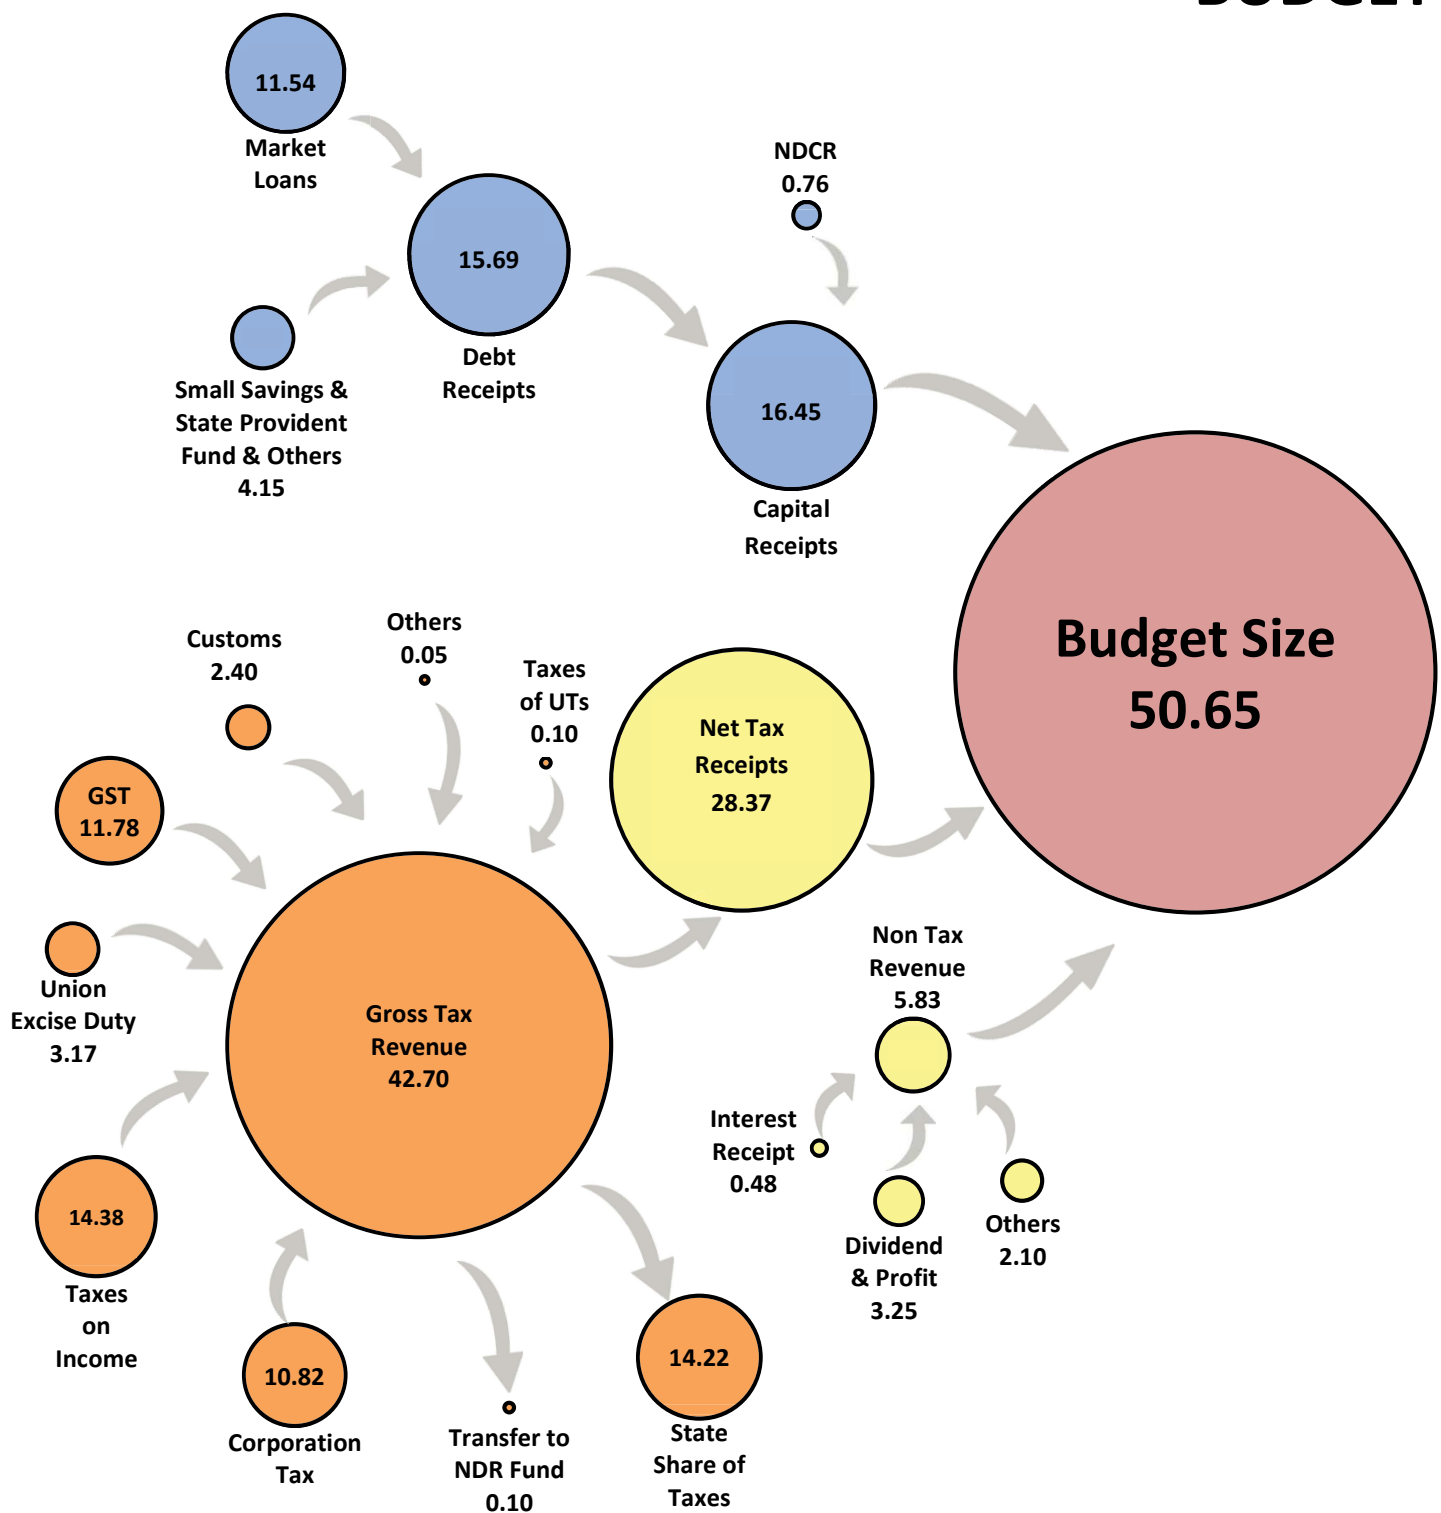 BUDGET
11.54
Market
Loans
NDCR
0.76
15.69
Debt
Receipts
Small Savings &
State Provident
Fund & Others
4.15
16.45
Capital
Receipts
Budget Size
50.65
Customs
2.40
Others
0.05
Taxes
of UTs
0.10
Net Tax
Receipts
28.37
GST
11.78
Union
Excise Duty
3.17
Gross Tax
Revenue
42.70
Non Tax
Revenue
5.83
Interest
Receipt
0.48
Dividend
& Profit
3.25
Others
2.10
14.38
Taxes
on
Income
10.82
Corporation
Tax
Transfer to
NDR Fund
0.10
14.22
State
Share of
Taxes